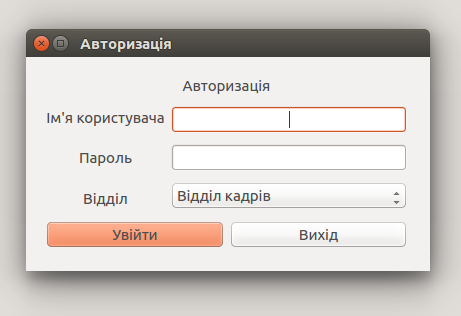 Авторизація
Авторизація
Ім'я користувача
Пароль
Відділ
Відділ кадрів
Увійти
Вихід